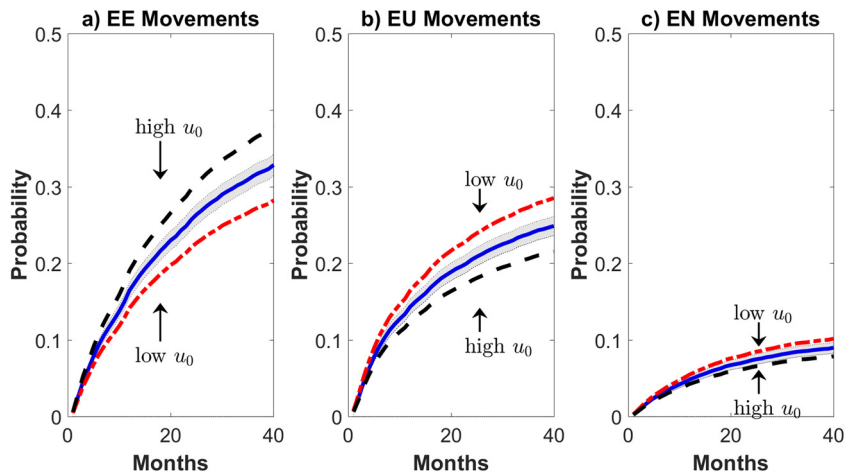 a) EE Movements
0.5
0.4
0.3
0.2
0.1
0
Probability
high u₀
low u₀
0
20
40
Months
b) EU Movements
0.5
0.4
0.3
0.2
0.1
0
Probability
low u₀
high u₀
0
20
40
Months
c) EN Movements
0.5
0.4
0.3
0.2
0.1
0
Probability
low u₀
high u₀
0
20
40
Months